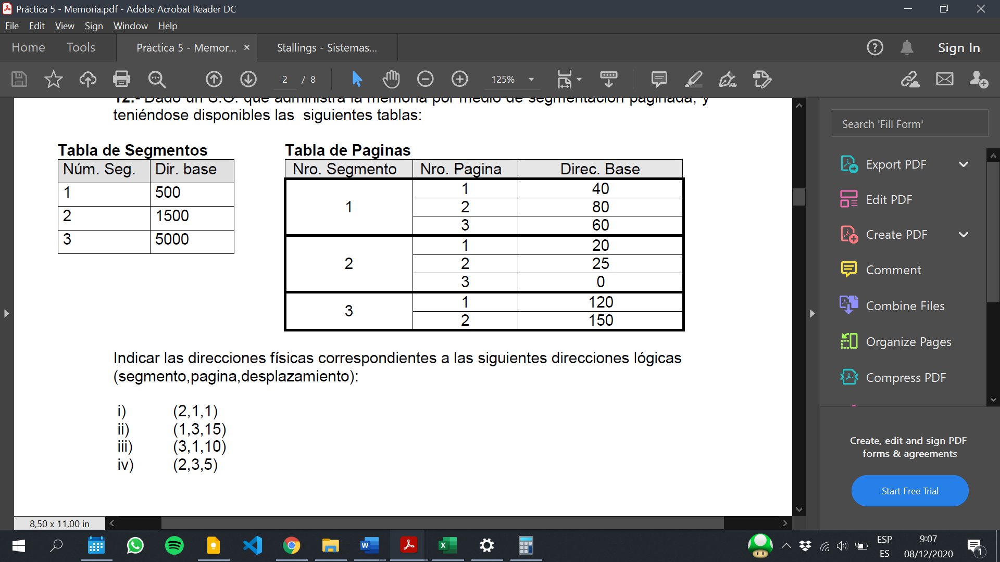 Práctica 5 - Memoria.pdf - Adobe Acrobat Reader DC
File Edit View Sign Window Help
Home Tools Práctica 5 - Memor... × Stallings - Sistemas... Sign In
2 / 8 125%
12.- Dado un S.O. que administra la memoria por medio de segmentación paginada, y
teniéndose disponibles las siguientes tablas:
Tabla de Segmentos
Núm. Seg. Dir. base
1 500
2 1500
3 5000
Tabla de Paginas
Nro. Segmento Nro. Pagina Direc. Base
1
1 40
2 80
3 60
2
1 20
2 25
3 0
3
1 120
2 150
Indicar las direcciones físicas correspondientes a las siguientes direcciones lógicas
(segmento,pagina,desplazamiento):
i) (2,1,1)
ii) (1,3,15)
iii) (3,1,10)
iv) (2,3,5)
8,50 x 11,00 in
Search 'Fill Form'
Export PDF
Edit PDF
Create PDF
Comment
Combine Files
Organize Pages
Compress PDF
Create, edit and sign PDF
forms & agreements
Start Free Trial
ESP
ES
9:07
08/12/2020
1